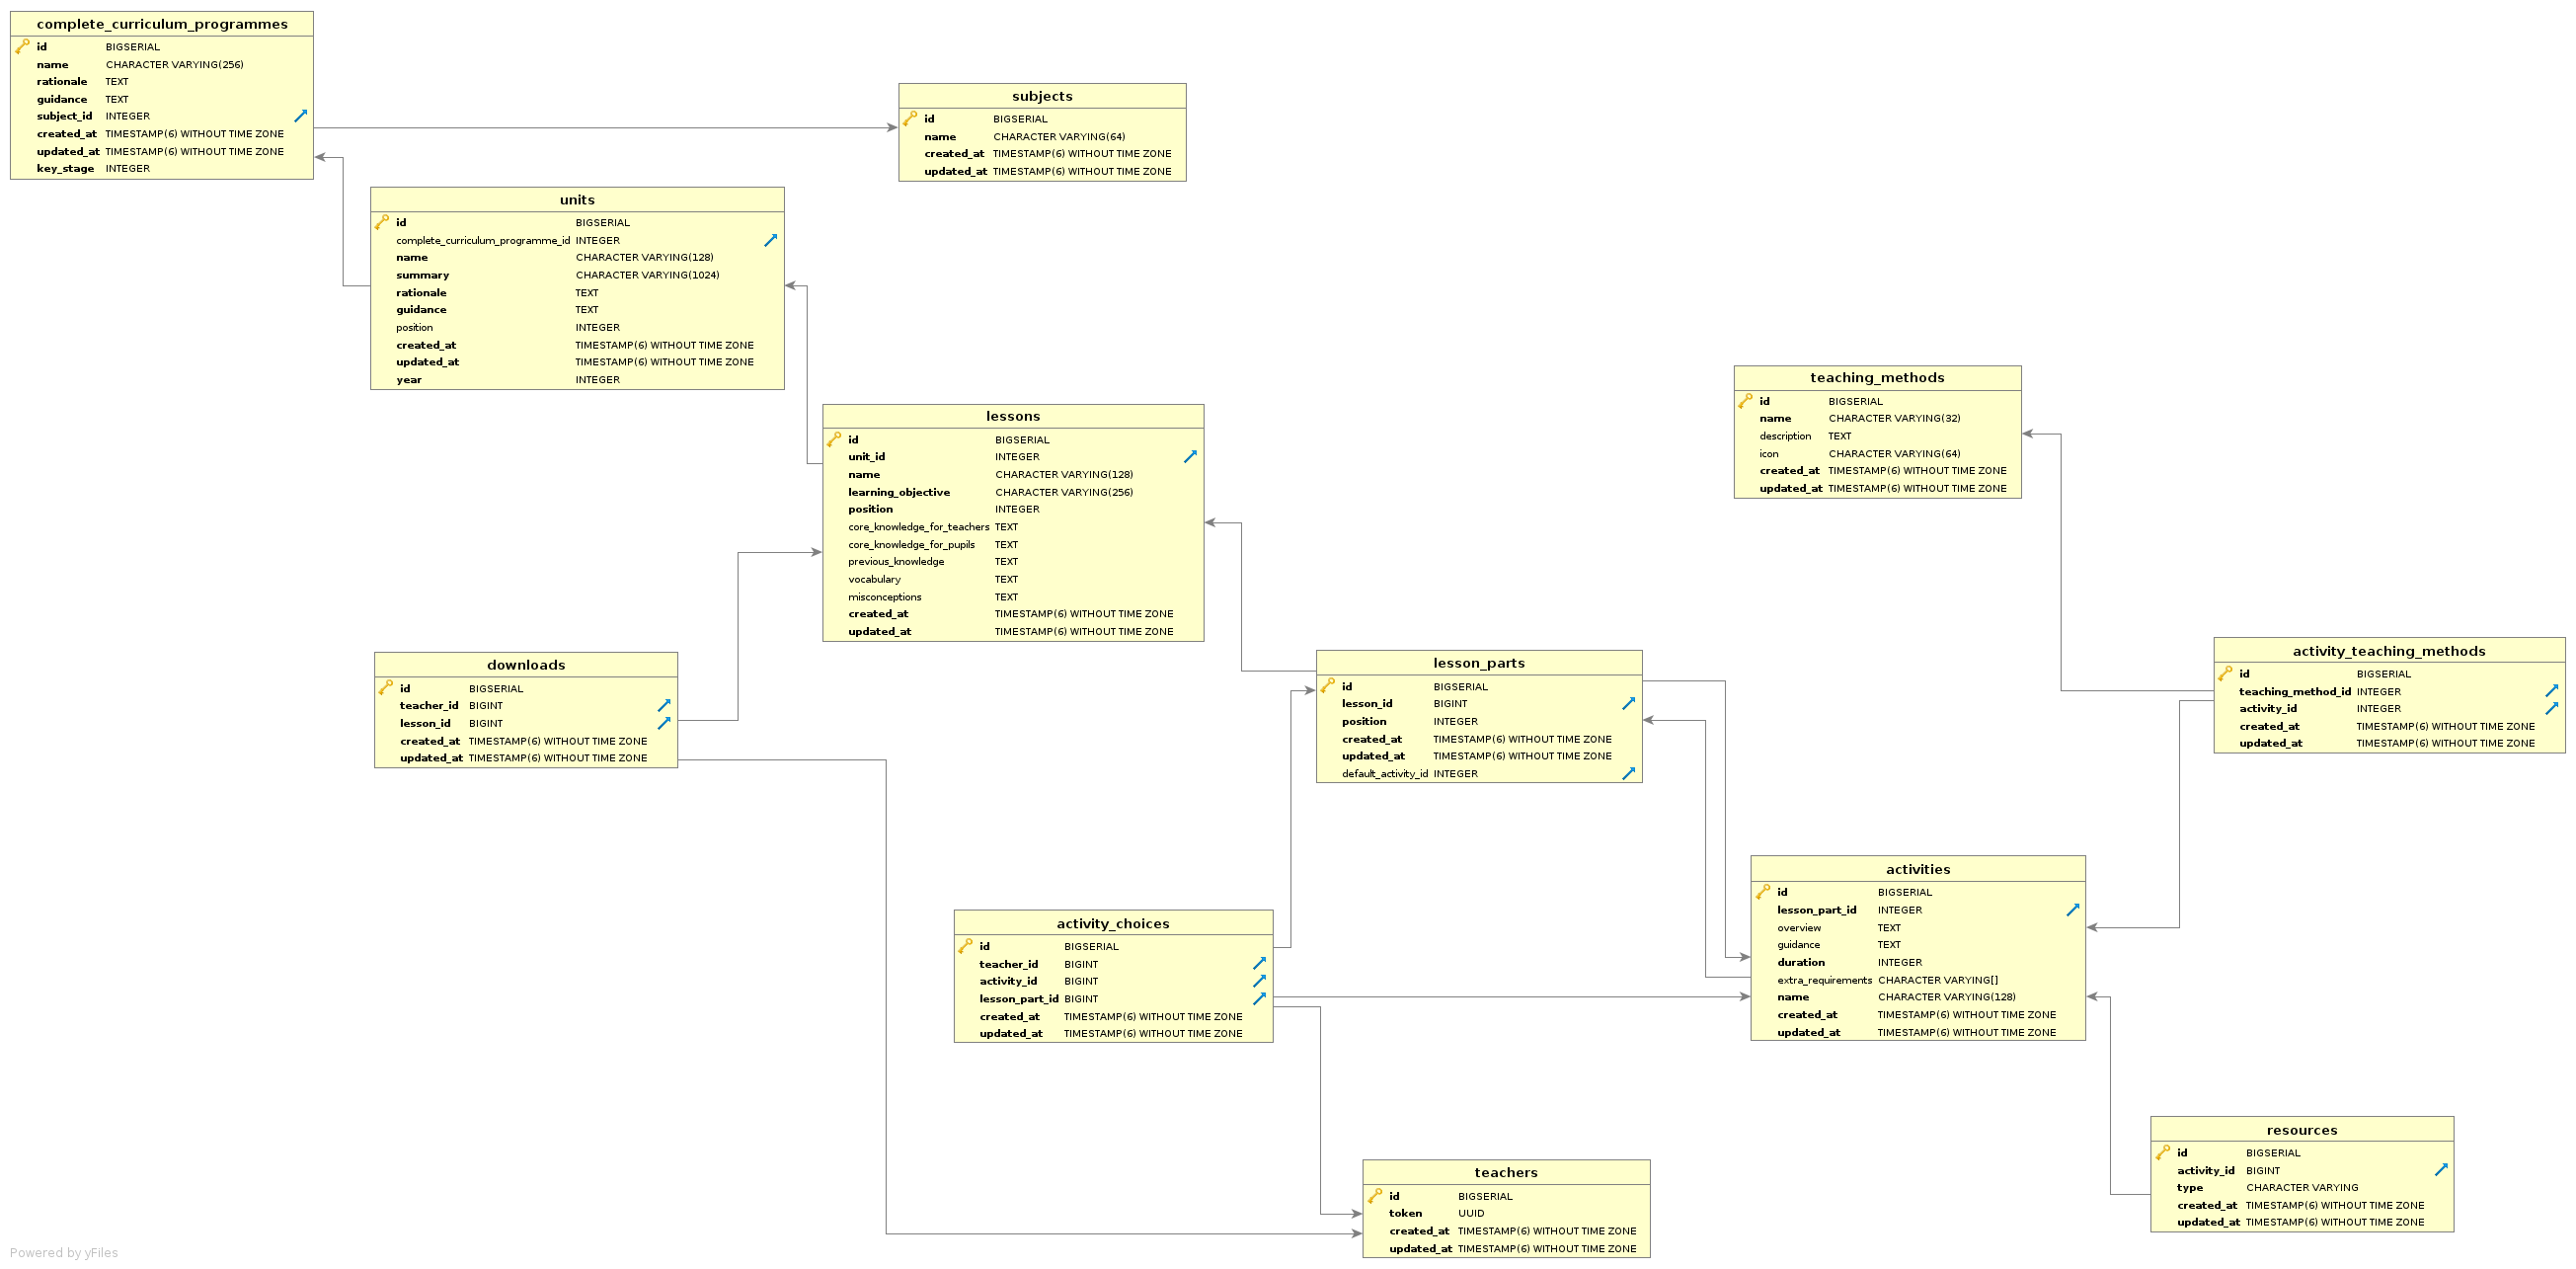 complete_curriculum_programmes
id BIGSERIAL
name CHARACTER VARYING(256)
rationale TEXT
guidance TEXT
subject_id INTEGER
created_at TIMESTAMP(6) WITHOUT TIME ZONE
updated_at TIMESTAMP(6) WITHOUT TIME ZONE
key_stage INTEGER
subjects
id BIGSERIAL
name CHARACTER VARYING(64)
created_at TIMESTAMP(6) WITHOUT TIME ZONE
updated_at TIMESTAMP(6) WITHOUT TIME ZONE
units
id BIGSERIAL
complete_curriculum_programme_id INTEGER
name CHARACTER VARYING(128)
summary CHARACTER VARYING(1024)
rationale TEXT
guidance TEXT
position INTEGER
created_at TIMESTAMP(6) WITHOUT TIME ZONE
updated_at TIMESTAMP(6) WITHOUT TIME ZONE
year INTEGER
teaching_methods
id BIGSERIAL
name CHARACTER VARYING(32)
description TEXT
icon CHARACTER VARYING(64)
created_at TIMESTAMP(6) WITHOUT TIME ZONE
updated_at TIMESTAMP(6) WITHOUT TIME ZONE
lessons
id BIGSERIAL
unit_id INTEGER
name CHARACTER VARYING(128)
learning_objective CHARACTER VARYING(256)
position INTEGER
core_knowledge_for_teachers TEXT
core_knowledge_for_pupils TEXT
previous_knowledge TEXT
vocabulary TEXT
misconceptions TEXT
created_at TIMESTAMP(6) WITHOUT TIME ZONE
updated_at TIMESTAMP(6) WITHOUT TIME ZONE
downloads
id BIGSERIAL
teacher_id BIGINT
lesson_id BIGINT
created_at TIMESTAMP(6) WITHOUT TIME ZONE
updated_at TIMESTAMP(6) WITHOUT TIME ZONE
lesson_parts
id BIGSERIAL
lesson_id BIGINT
position INTEGER
created_at TIMESTAMP(6) WITHOUT TIME ZONE
updated_at TIMESTAMP(6) WITHOUT TIME ZONE
default_activity_id INTEGER
activity_teaching_methods
id BIGSERIAL
teaching_method_id INTEGER
activity_id INTEGER
created_at TIMESTAMP(6) WITHOUT TIME ZONE
updated_at TIMESTAMP(6) WITHOUT TIME ZONE
activities
id BIGSERIAL
lesson_part_id INTEGER
overview TEXT
guidance TEXT
duration INTEGER
extra_requirements CHARACTER VARYING[]
name CHARACTER VARYING(128)
created_at TIMESTAMP(6) WITHOUT TIME ZONE
updated_at TIMESTAMP(6) WITHOUT TIME ZONE
activity_choices
id BIGSERIAL
teacher_id BIGINT
activity_id BIGINT
lesson_part_id BIGINT
created_at TIMESTAMP(6) WITHOUT TIME ZONE
updated_at TIMESTAMP(6) WITHOUT TIME ZONE
resources
id BIGSERIAL
activity_id BIGINT
type CHARACTER VARYING
created_at TIMESTAMP(6) WITHOUT TIME ZONE
updated_at TIMESTAMP(6) WITHOUT TIME ZONE
teachers
id BIGSERIAL
token UUID
created_at TIMESTAMP(6) WITHOUT TIME ZONE
updated_at TIMESTAMP(6) WITHOUT TIME ZONE
Powered by yFiles